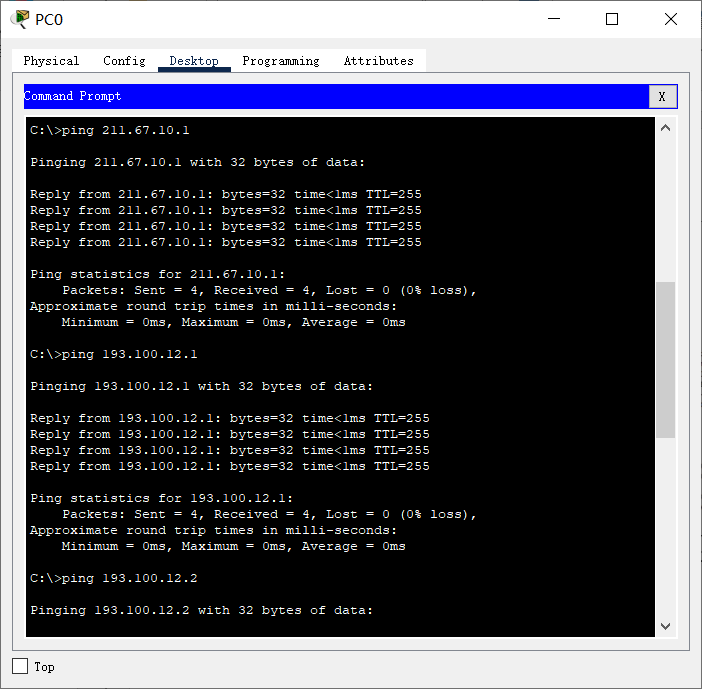 PC0
Physical Config Desktop Programming Attributes
Command Prompt
X
C:\>ping 211.67.10.1
Pinging 211.67.10.1 with 32 bytes of data:
Reply from 211.67.10.1: bytes=32 time<1ms TTL=255
Reply from 211.67.10.1: bytes=32 time<1ms TTL=255
Reply from 211.67.10.1: bytes=32 time<1ms TTL=255
Reply from 211.67.10.1: bytes=32 time<1ms TTL=255
Ping statistics for 211.67.10.1:
    Packets: Sent = 4, Received = 4, Lost = 0 (0% loss),
Approximate round trip times in milli-seconds:
    Minimum = 0ms, Maximum = 0ms, Average = 0ms
C:\>ping 193.100.12.1
Pinging 193.100.12.1 with 32 bytes of data:
Reply from 193.100.12.1: bytes=32 time<1ms TTL=255
Reply from 193.100.12.1: bytes=32 time<1ms TTL=255
Reply from 193.100.12.1: bytes=32 time<1ms TTL=255
Reply from 193.100.12.1: bytes=32 time<1ms TTL=255
Ping statistics for 193.100.12.1:
    Packets: Sent = 4, Received = 4, Lost = 0 (0% loss),
Approximate round trip times in milli-seconds:
    Minimum = 0ms, Maximum = 0ms, Average = 0ms
C:\>ping 193.100.12.2
Pinging 193.100.12.2 with 32 bytes of data:
Top